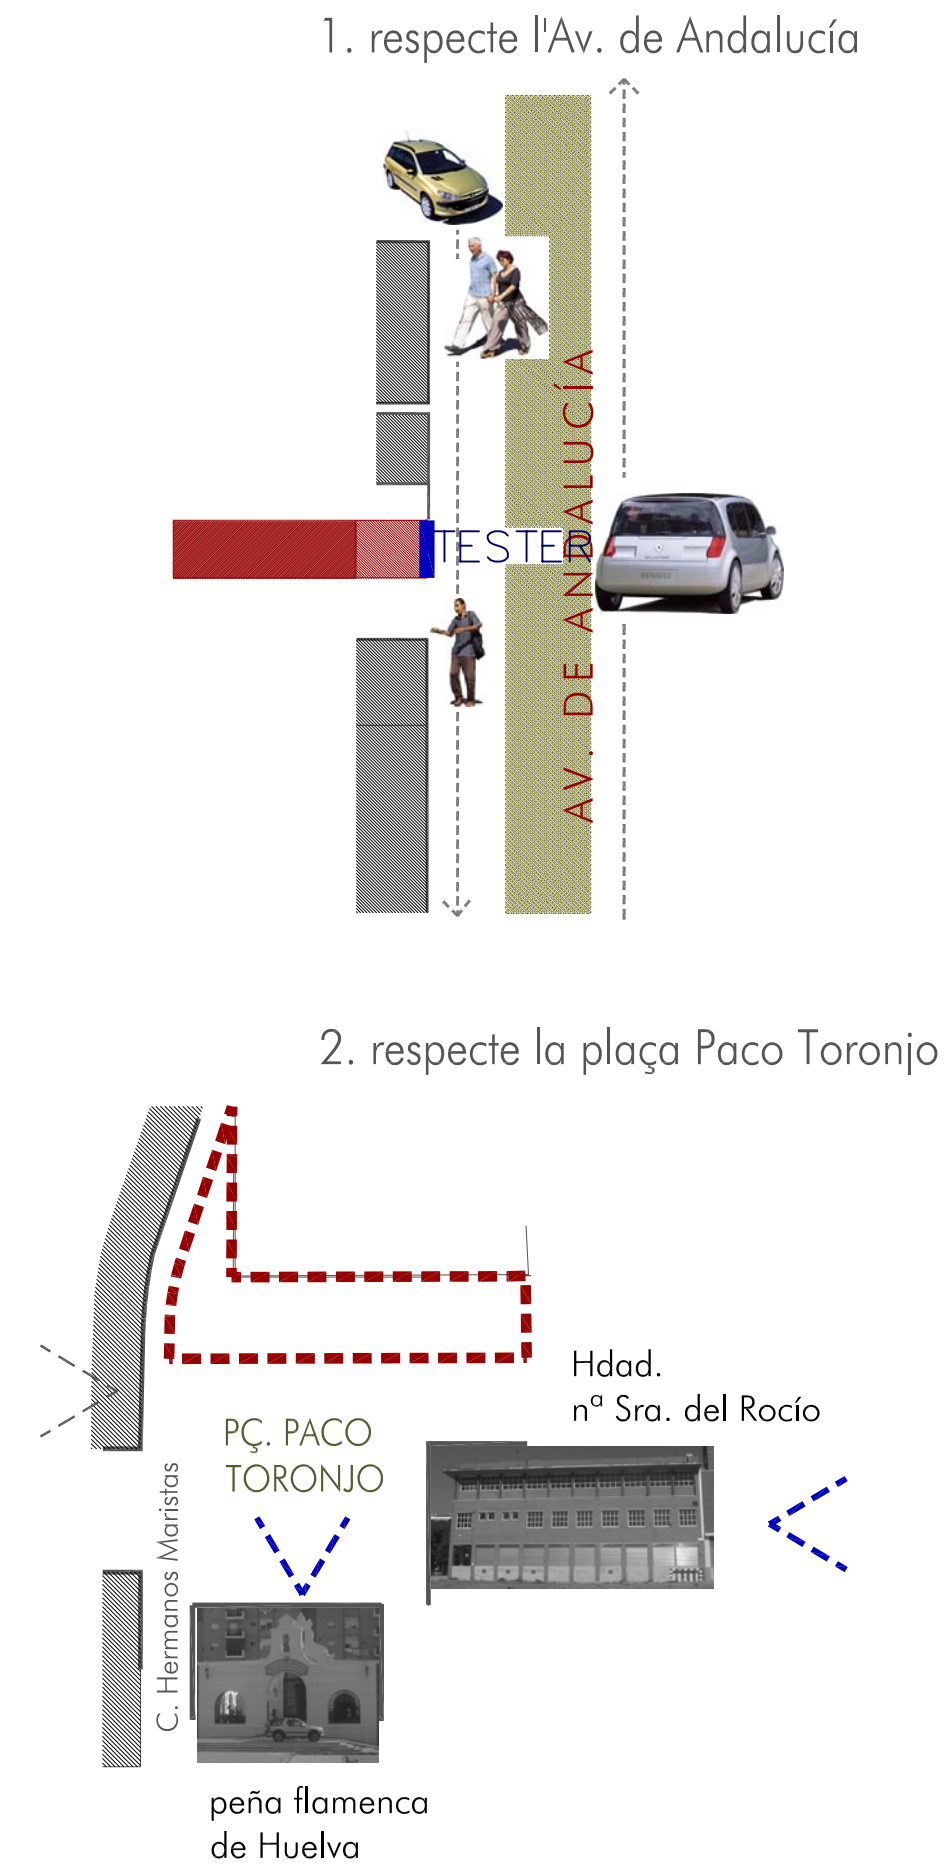 1. respecte l'Av. de Andalucía
TESTER
AV. DE ANDALUCÍA
RENAULT
2. respecte la plaça Paco Toronjo
Hdad.
nª Sra. del Rocío
PÇ. PACO
TORONJO
C. Hermanos Maristas
peña flamenca
de Huelva